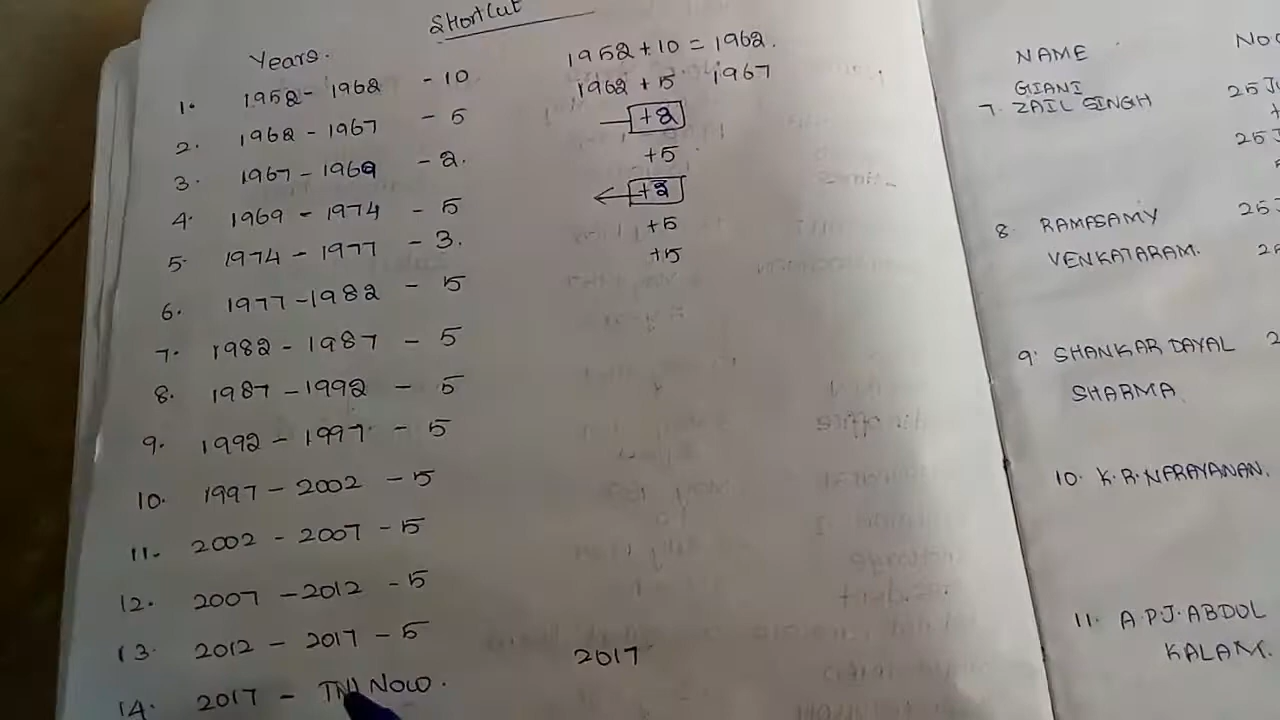 Shortcut
Years.
1. 1952 - 1962 - 10
2. 1962 - 1967 - 5
3. 1967 - 1969 - 2.
4. 1969 - 1974 - 5
5. 1974 - 1977 - 3.
6. 1977 - 1982 - 5
7. 1982 - 1987 - 5
8. 1987 - 1992 - 5
9. 1992 - 1997 - 5
10. 1997 - 2002 - 5
11. 2002 - 2007 - 5
12. 2007 - 2012 - 5
13. 2012 - 2017 - 5
14. 2017 - Now.
1952 + 10 = 1962.
1962 + 5 1967
+2
+5
+5
+5
2017
NAME
GIANI
7. ZAIL SINGH 25
25
8. RAMASAMY 25
VENKATARAM.
9. SHANKAR DAYAL
SHARMA
10. K.R.NARAYANAN.
11. A.P.J.ABDUL
KALAM.